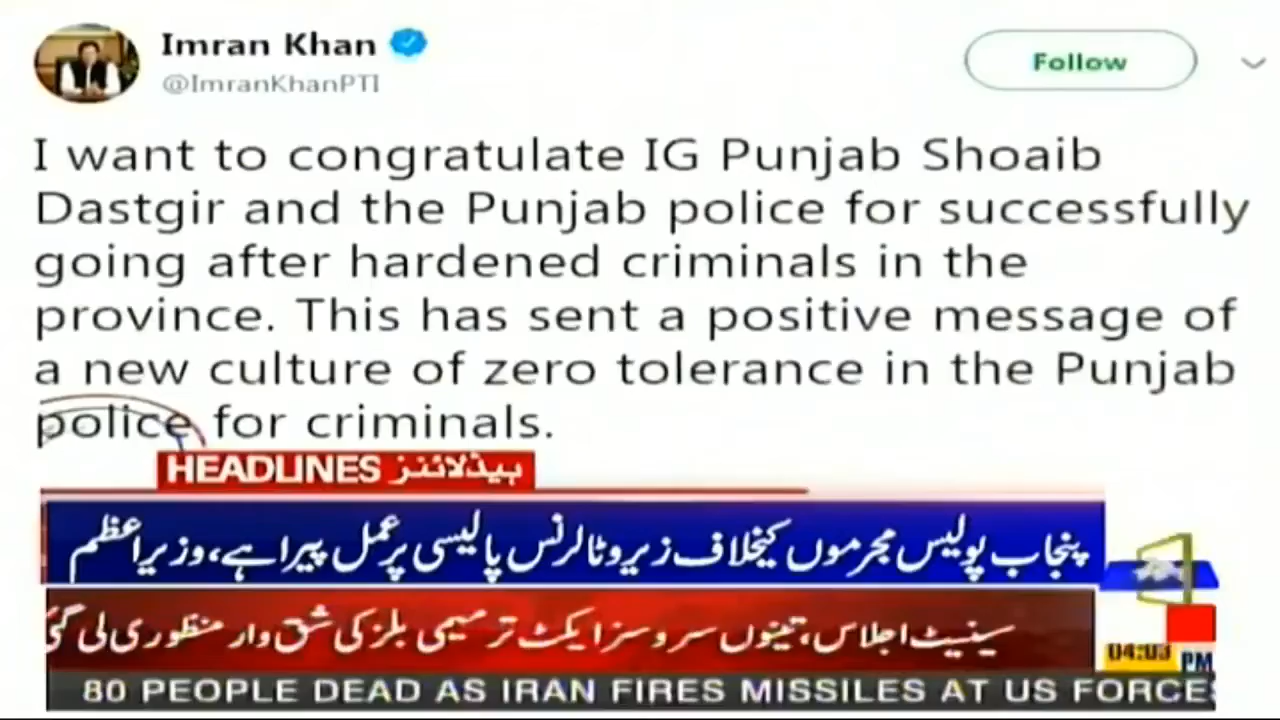 Imran Khan
@ImranKhanPTI
Follow
I want to congratulate IG Punjab Shoaib
Dastgir and the Punjab police for successfully
going after hardened criminals in the
province. This has sent a positive message of
a new culture of zero tolerance in the Punjab
police for criminals.
HEADLINES ہیڈلائنز
پنجاب پولیس مجرموں کیخلاف زیرو ٹالرنس پالیسی پر عمل پیرا ہے، وزیراعظم
سینیٹ اجلاس، تینوں سروسز ایکٹ ترمیمی بلز کی شق وار منظوری لی گئی
04:03 PM
80 PEOPLE DEAD AS IRAN FIRES MISSILES AT US FORCES